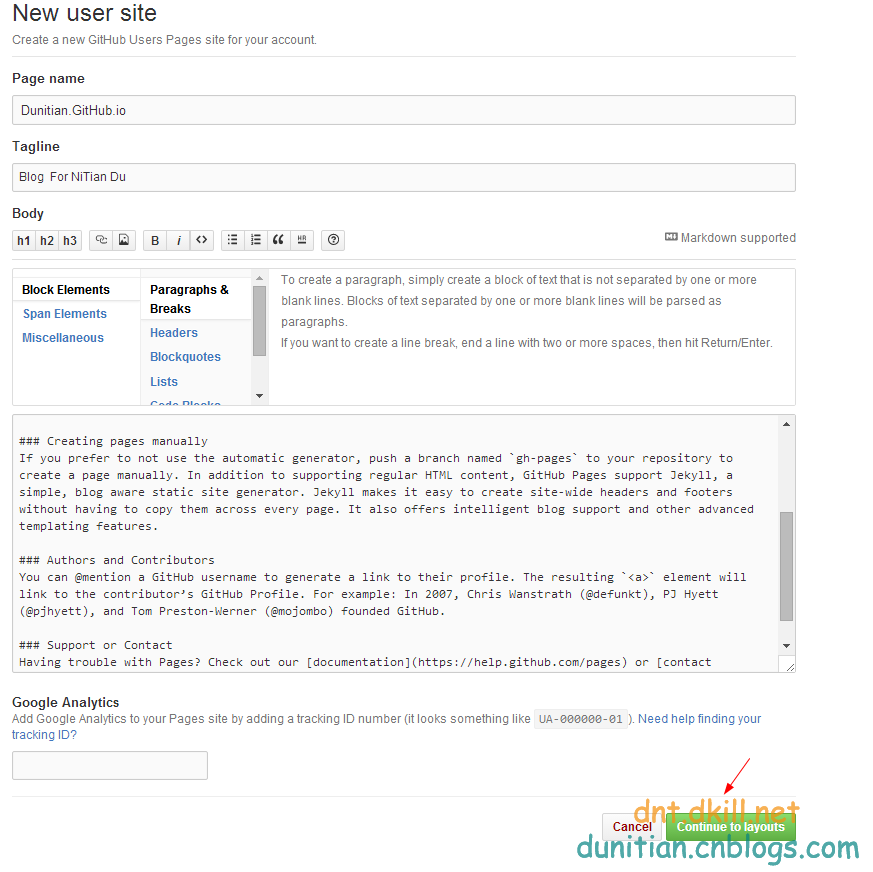 New user site
Create a new GitHub Users Pages site for your account.
Page name
Dunitian.GitHub.io
Tagline
Blog For NiTian Du
Body
h1 h2 h3 B i <> HR ?
Markdown supported
Block Elements
Span Elements
Miscellaneous
Paragraphs &
Breaks
Headers
Blockquotes
Lists
Code Blocks
To create a paragraph, simply create a block of text that is not separated by one or more
blank lines. Blocks of text separated by one or more blank lines will be parsed as
paragraphs.
If you want to create a line break, end a line with two or more spaces, then hit Return/Enter.
### Creating pages manually
If you prefer to not use the automatic generator, push a branch named `gh-pages` to your repository to
create a page manually. In addition to supporting regular HTML content, GitHub Pages support Jekyll, a
simple, blog aware static site generator. Jekyll makes it easy to create site-wide headers and footers
without having to copy them across every page. It also offers intelligent blog support and other advanced
templating features.
### Authors and Contributors
You can @mention a GitHub username to generate a link to their profile. The resulting `<a>` element will
link to the contributor’s GitHub Profile. For example: In 2007, Chris Wanstrath (@defunkt), PJ Hyett
(@pjhyett), and Tom Preston-Werner (@mojombo) founded GitHub.
### Support or Contact
Having trouble with Pages? Check out our [documentation](https://help.github.com/pages) or [contact
Google Analytics
Add Google Analytics to your Pages site by adding a tracking ID number (it looks something like UA-000000-01 ). Need help finding your
tracking ID?
dnt.dkill.net
Cancel Continue to layouts
dunitian.cnblogs.com